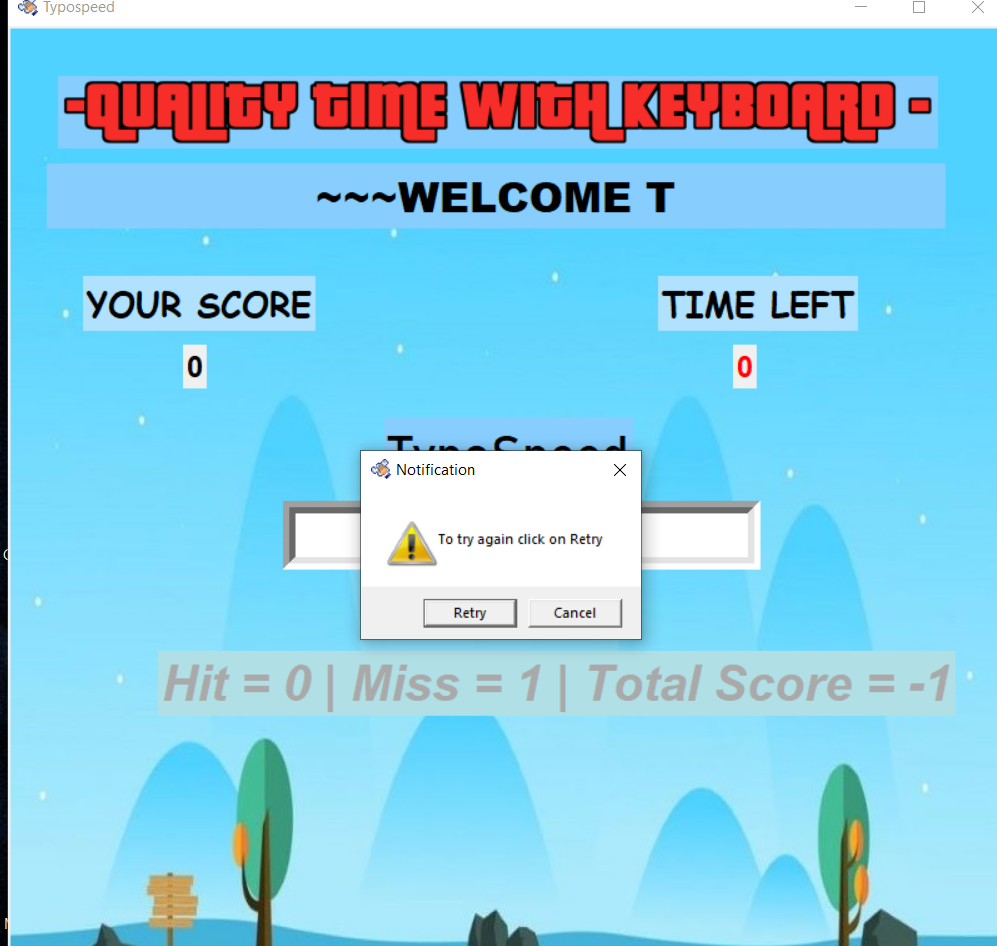 Typospeed
-QUALITY TIME WITH KEYBOARD -
~~~WELCOME T
YOUR SCORE
TIME LEFT
0
0
TypoSpeed
Notification
To try again click on Retry
Retry
Cancel
Hit = 0 | Miss = 1 | Total Score = -1